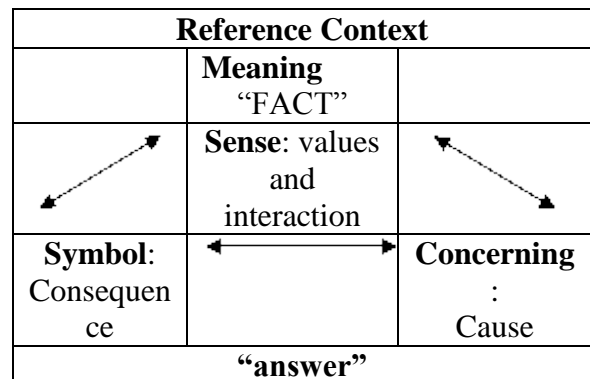 Reference Context
Meaning
“FACT”
Sense: values
and
interaction
Symbol:
Consequen
ce
Concerning
:
Cause
“answer”